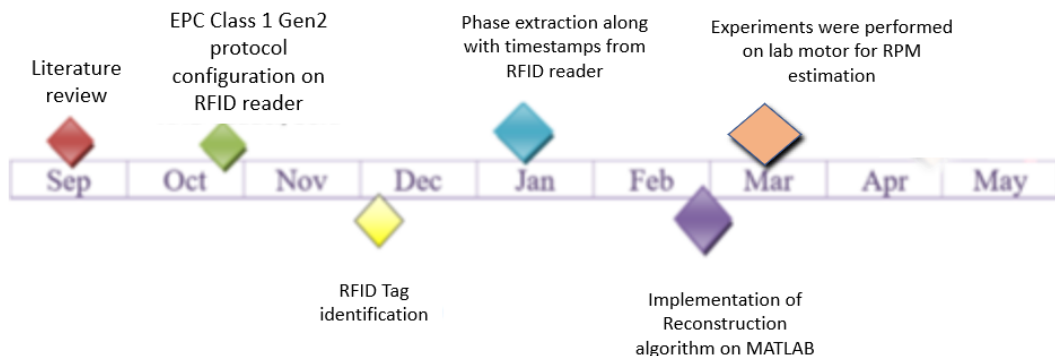 Literature
review
EPC Class 1 Gen2
protocol
configuration on
RFID reader
Phase extraction along
with timestamps from
RFID reader
Experiments were performed
on lab motor for RPM
estimation
Sep Oct Nov Dec Jan Feb Mar Apr May
RFID Tag
identification
Implementation of
Reconstruction
algorithm on MATLAB